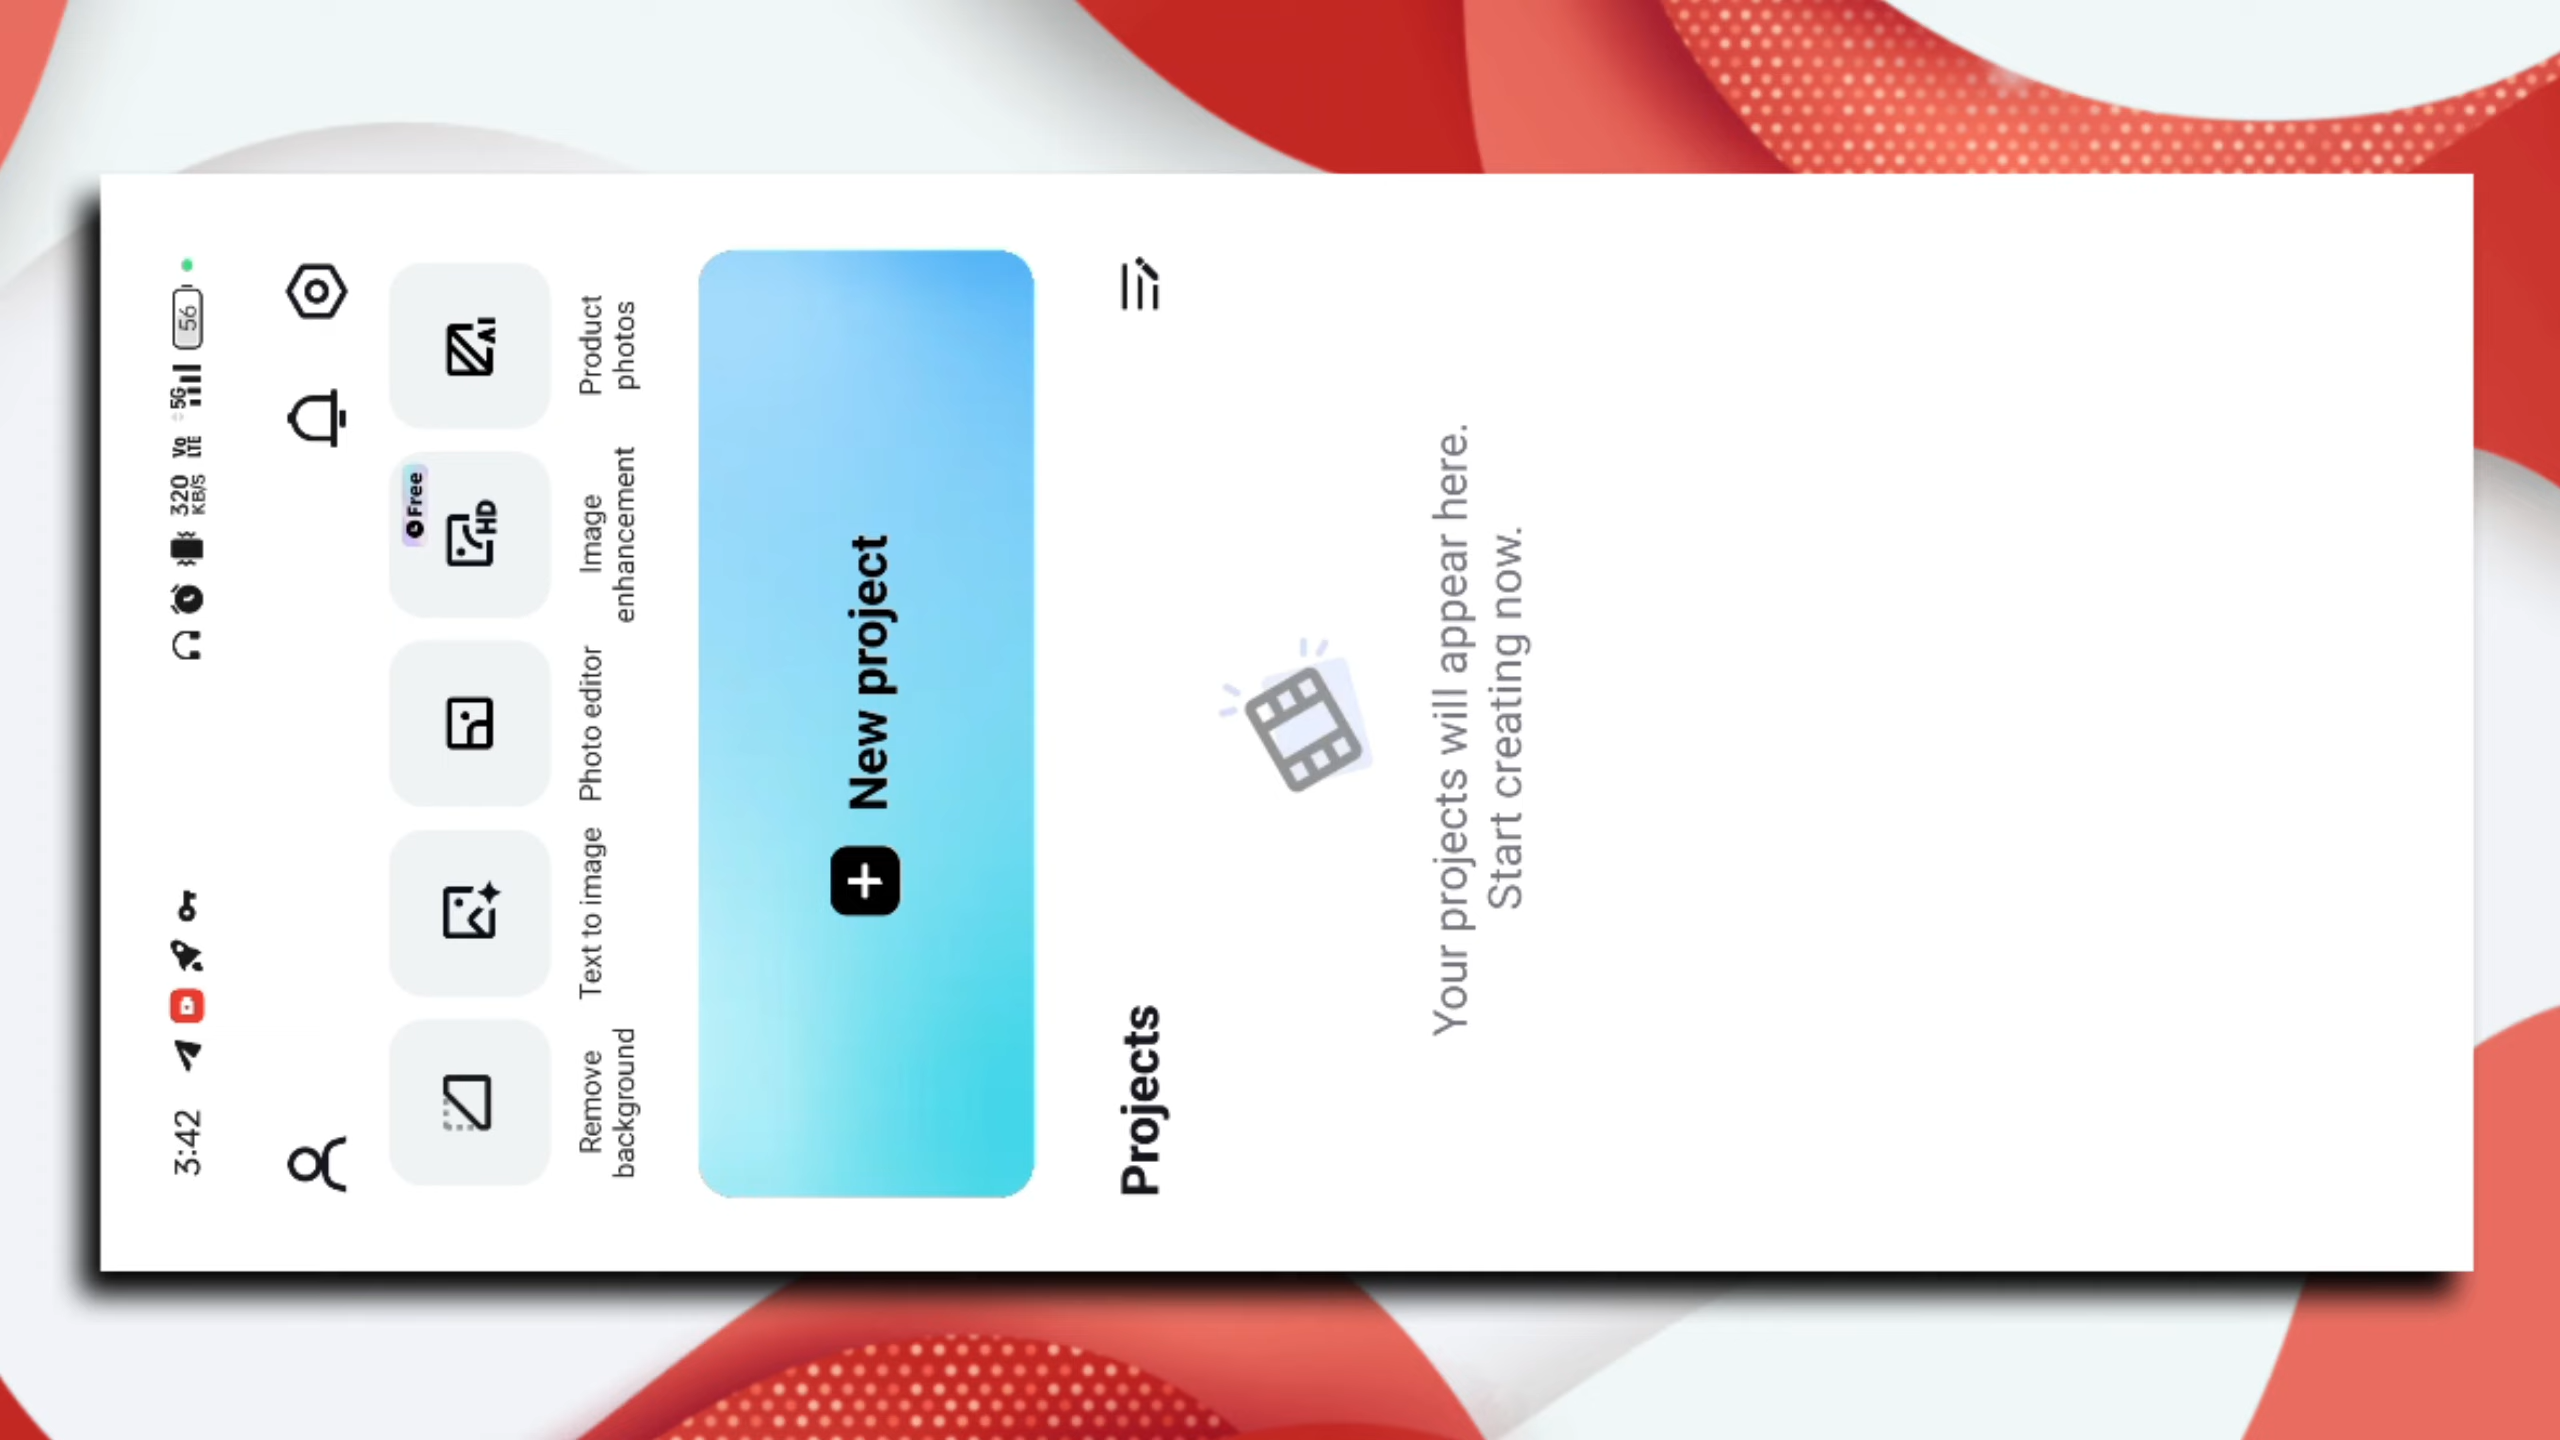 3:42
320
KB/S
Vo
LTE
5G
56
Free
HD
AI
Remove
background
Text to image
Photo editor
Image
enhancement
Product
photos
New project
Projects
Your projects will appear here.
Start creating now.